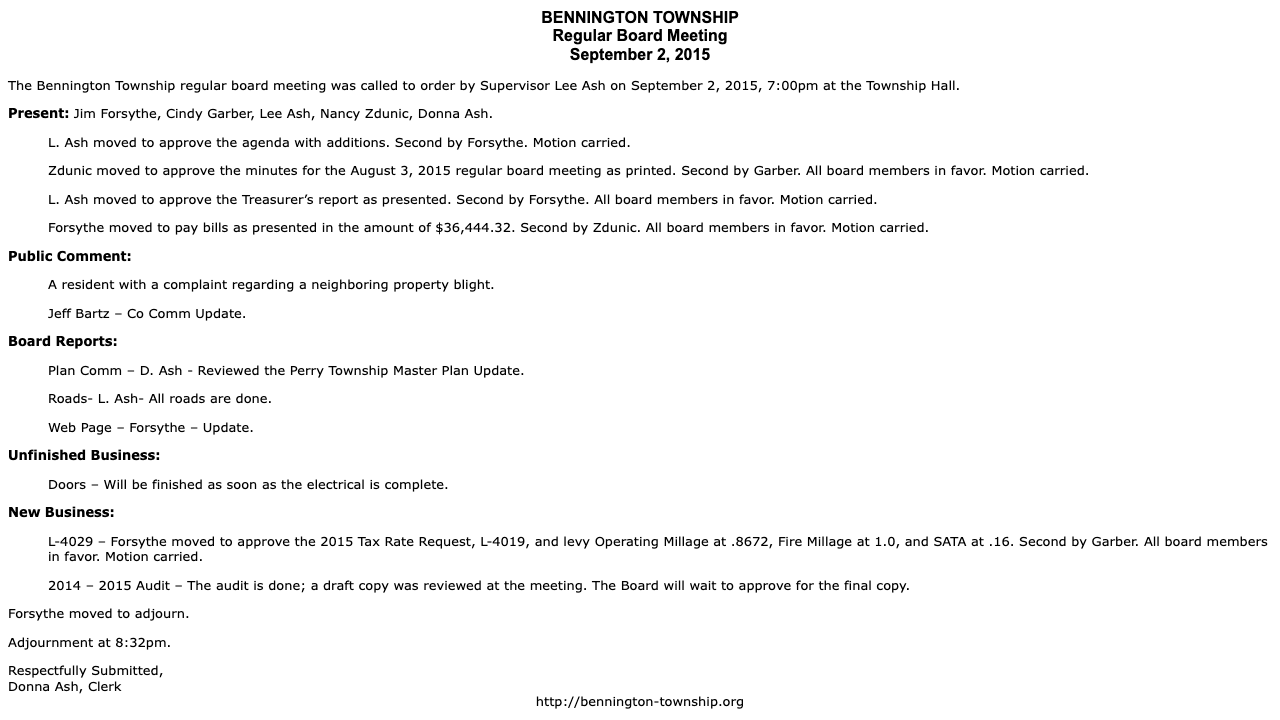 BENNINGTON TOWNSHIP
Regular Board Meeting
September 2, 2015
The Bennington Township regular board meeting was called to order by Supervisor Lee Ash on September 2, 2015, 7:00pm at the Township Hall.
Present: Jim Forsythe, Cindy Garber, Lee Ash, Nancy Zdunic, Donna Ash.
L. Ash moved to approve the agenda with additions. Second by Forsythe. Motion carried.
Zdunic moved to approve the minutes for the August 3, 2015 regular board meeting as printed. Second by Garber. All board members in favor. Motion carried.
L. Ash moved to approve the Treasurer’s report as presented. Second by Forsythe. All board members in favor. Motion carried.
Forsythe moved to pay bills as presented in the amount of $36,444.32. Second by Zdunic. All board members in favor. Motion carried.
Public Comment:
A resident with a complaint regarding a neighboring property blight.
Jeff Bartz – Co Comm Update.
Board Reports:
Plan Comm – D. Ash - Reviewed the Perry Township Master Plan Update.
Roads- L. Ash- All roads are done.
Web Page – Forsythe – Update.
Unfinished Business:
Doors – Will be finished as soon as the electrical is complete.
New Business:
L-4029 – Forsythe moved to approve the 2015 Tax Rate Request, L-4019, and levy Operating Millage at .8672, Fire Millage at 1.0, and SATA at .16. Second by Garber. All board members
in favor. Motion carried.
2014 – 2015 Audit – The audit is done; a draft copy was reviewed at the meeting. The Board will wait to approve for the final copy.
Forsythe moved to adjourn.
Adjournment at 8:32pm.
Respectfully Submitted,
Donna Ash, Clerk
http://bennington-township.org